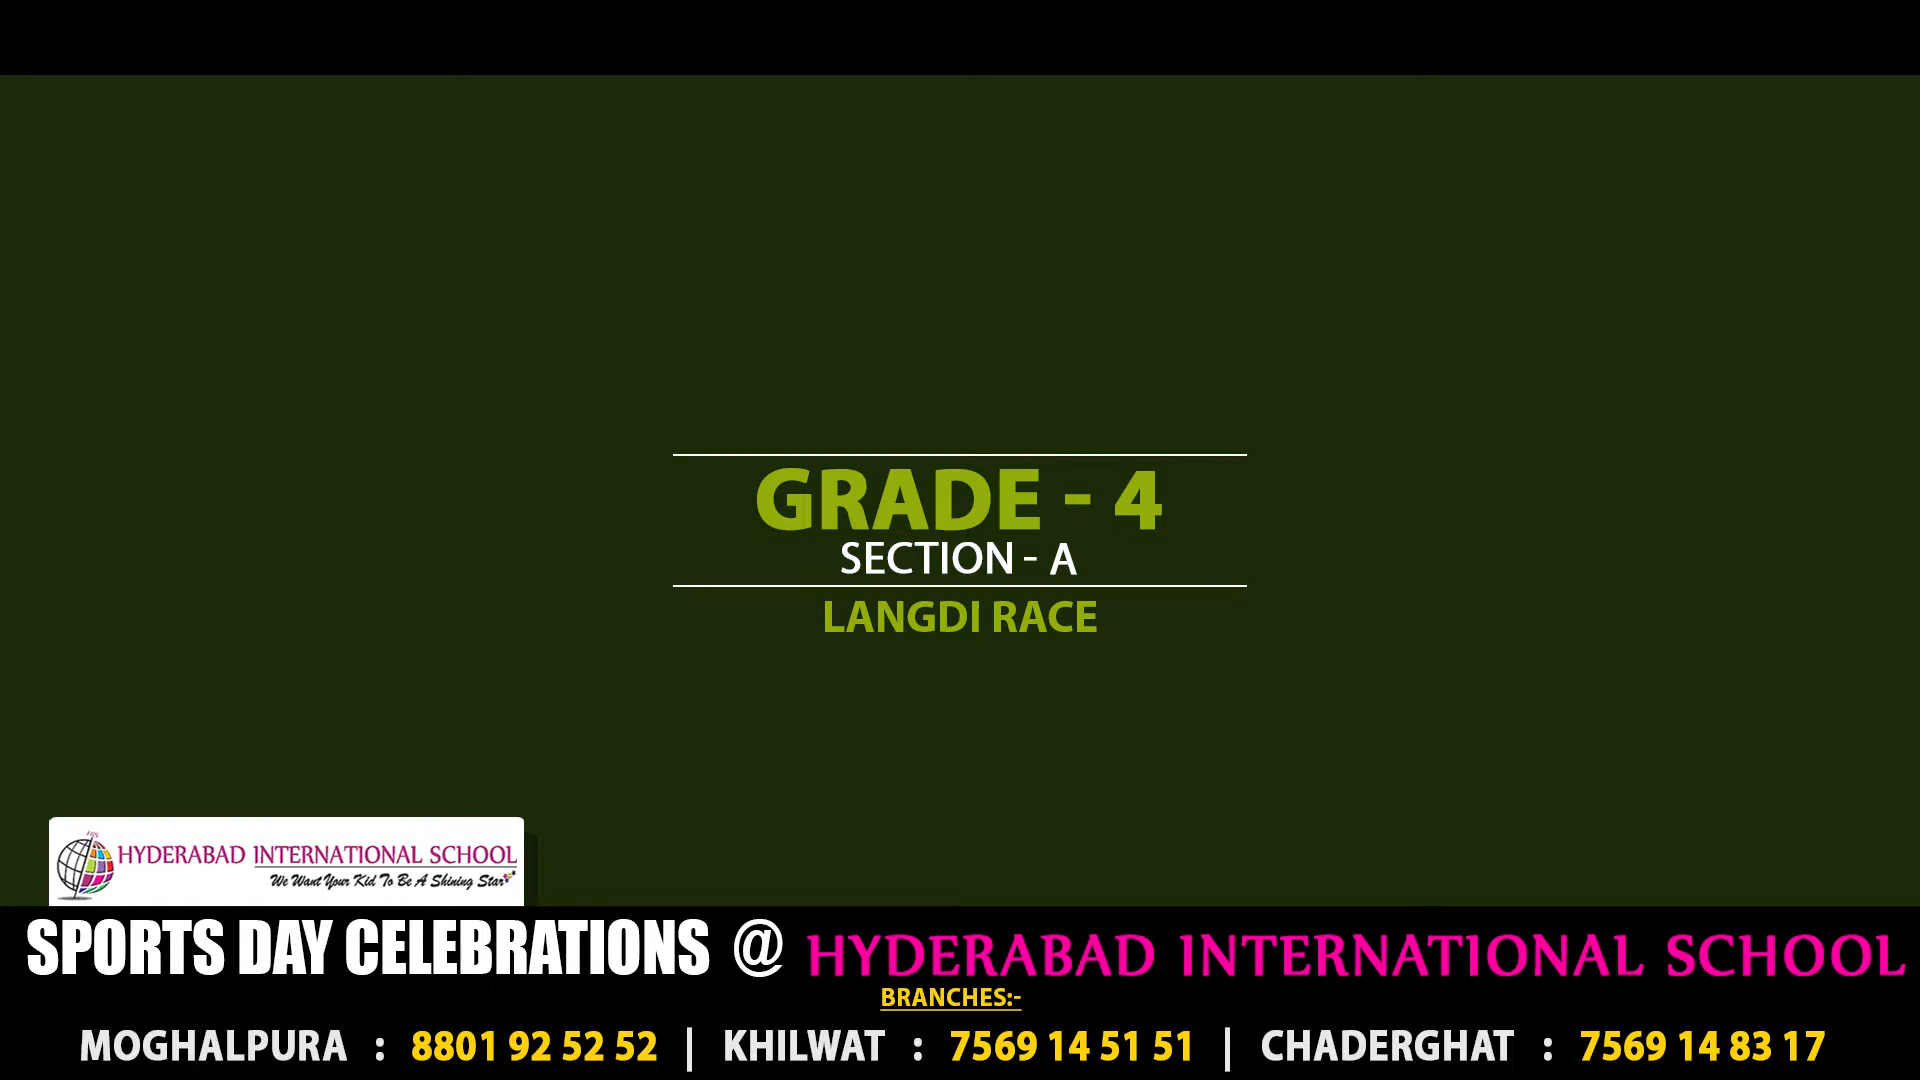 GRADE - 4
SECTION - A
LANGDI RACE
HYDERABAD INTERNATIONAL SCHOOL
We Want Your Kid To Be A Shining Star
SPORTS DAY CELEBRATIONS @ HYDERABAD INTERNATIONAL SCHOOL
BRANCHES:-
MOGHALPURA : 8801 92 52 52 | KHILWAT : 7569 14 51 51 | CHADERGHAT : 7569 14 83 17